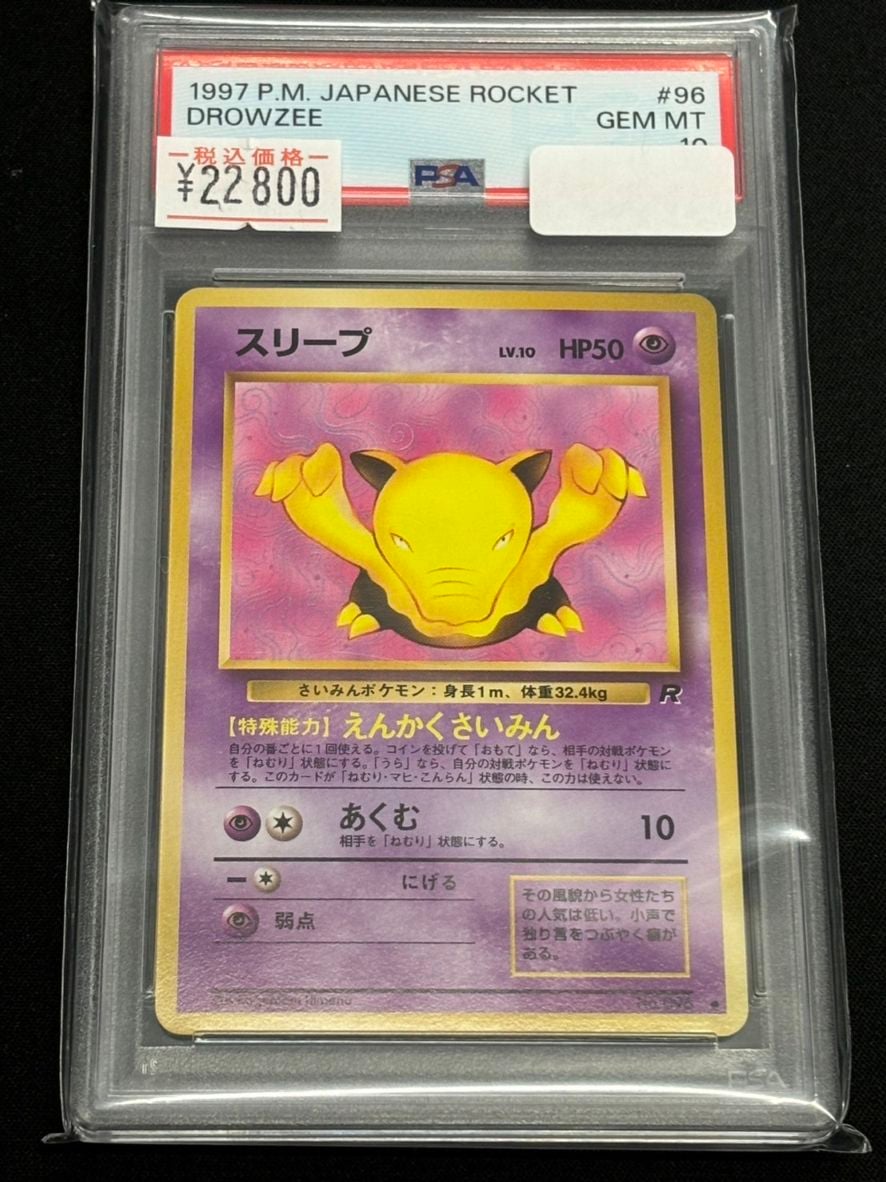 1997 P.M. JAPANESE ROCKET #96
DROWZEE GEM MT
10
税込価格
¥22800
PSA
スリープ LV.10 HP50
さいみんポケモン：身長1m、体重32.4kg R
【特殊能力】えんかくさいみん
自分の番ごとに1回使える。コインを投げて「おもて」なら、相手の対戦ポケモン
を「ねむり」状態にする。「うら」なら、自分の対戦ポケモンを「ねむり」状態に
する。このカードが「ねむり・マヒ・こんらん」状態の時、この力は使えない。
あくむ 10
相手を「ねむり」状態にする。
にげる
弱点
その風貌から女性たち
の人気は低い。小声で
独り言をつぶやく癖が
ある。
PSA